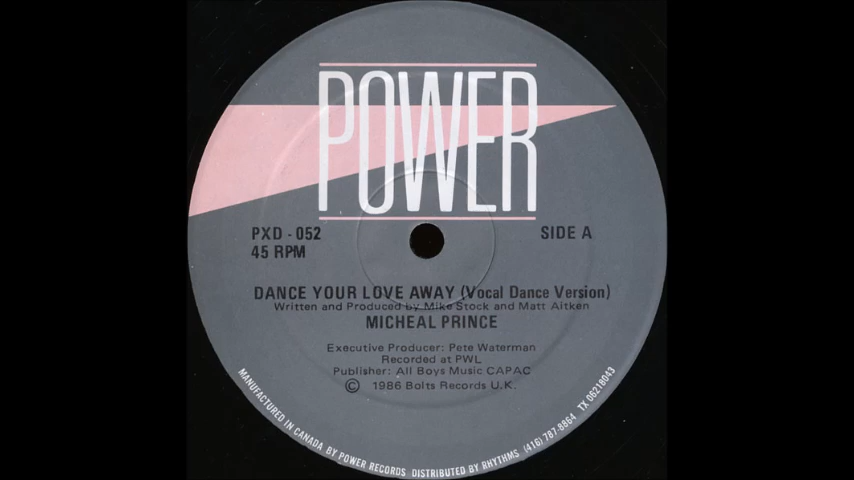 POWER
PXD - 052
SIDE A
45 RPM
DANCE YOUR LOVE AWAY (Vocal Dance Version)
Written and Produced by Mike Stock and Matt Aitken
MICHEAL PRINCE
Executive Producer: Pete Waterman
Recorded at PWL
Publisher: All Boys Music CAPAC
© 1986 Bolts Records U.K.
MANUFACTURED IN CANADA BY POWER RECORDS DISTRIBUTED BY RHYTHMS (416) 787-8864 TX 06218043